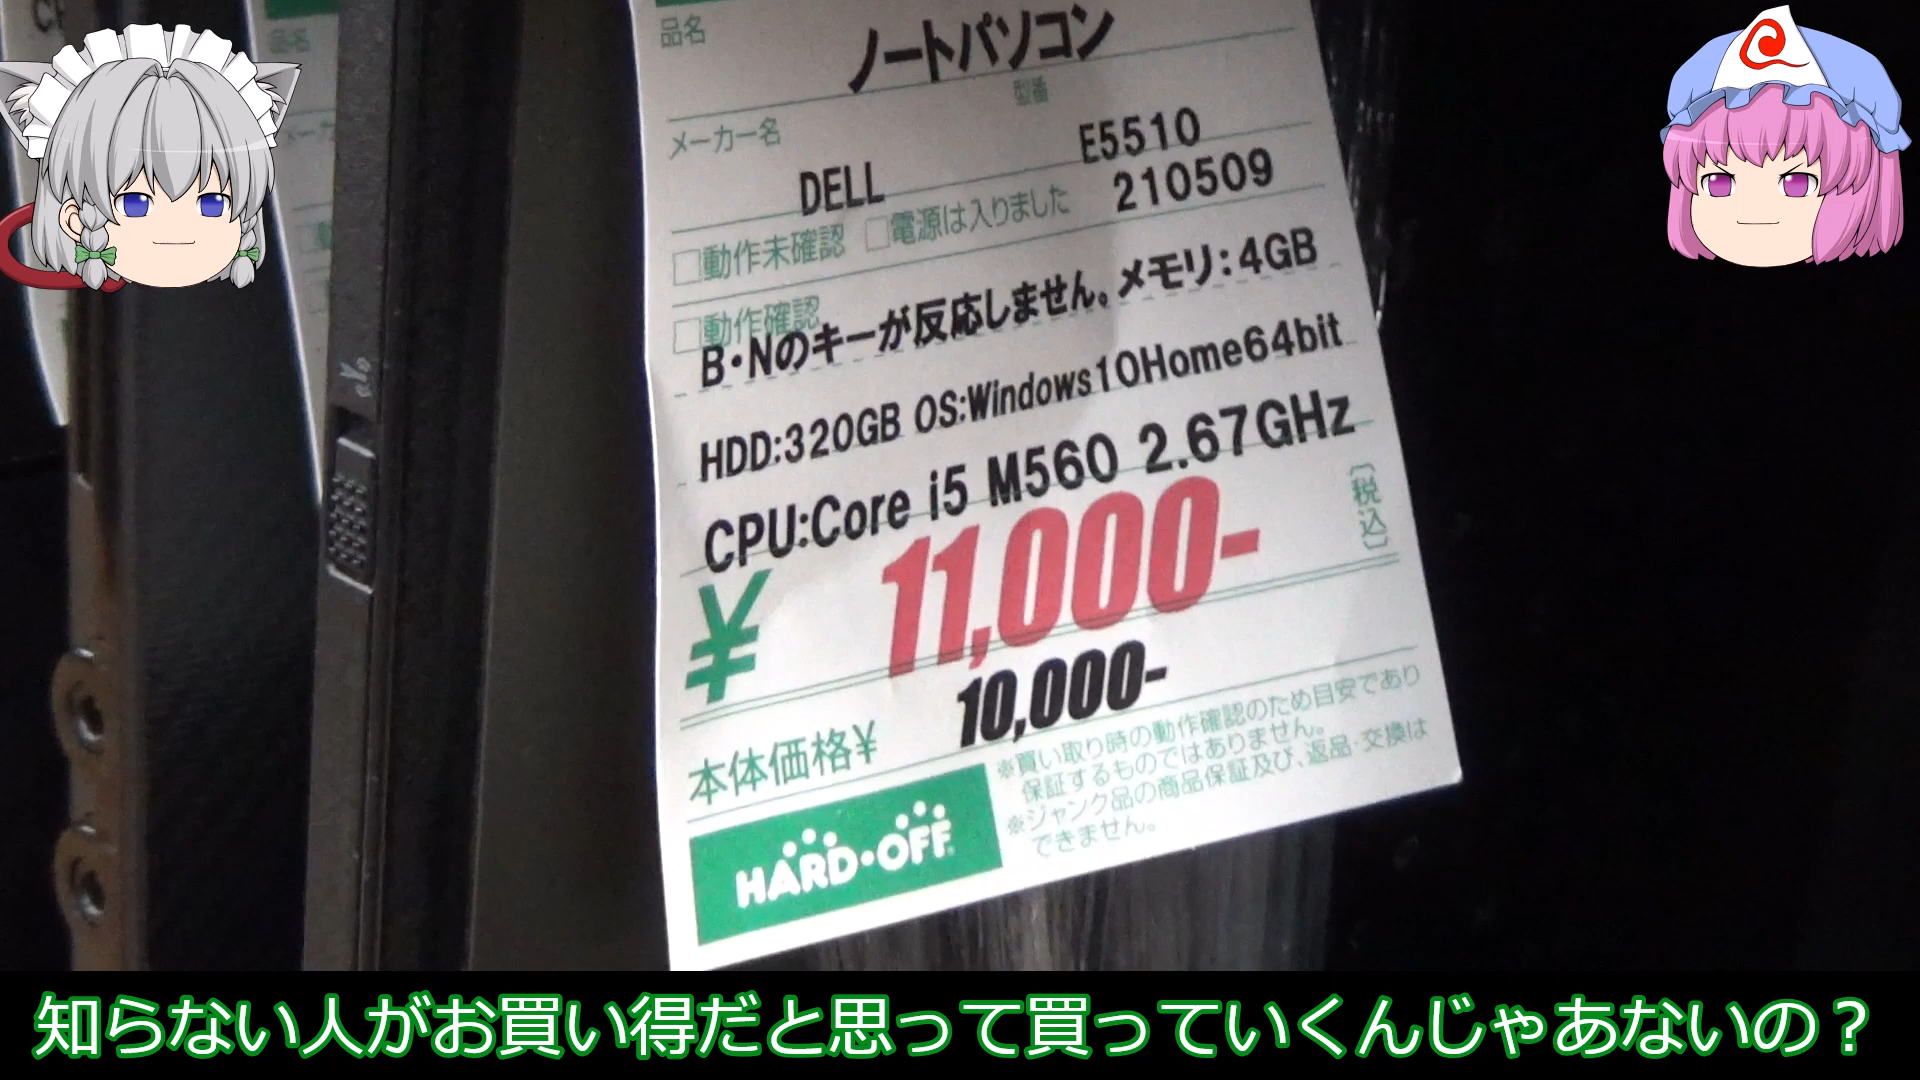 品名
ノートパソコン
型番
メーカー名
DELL
E5510
210509
□動作未確認 □電源は入りました
□動作確認
B・Nのキーが反応しません。メモリ:4GB
HDD:320GB OS:Windows10Home64bit
CPU:Core i5 M560 2.67GHz
¥ 11,000-
〔税込〕
本体価格¥ 10,000-
※買い取り時の動作確認のため目安であり
保証するものではありません。
※ジャンク品の商品保証及び、返品・交換は
できません。
HARD・OFF
知らない人がお買い得だと思って買っていくんじゃあないの？